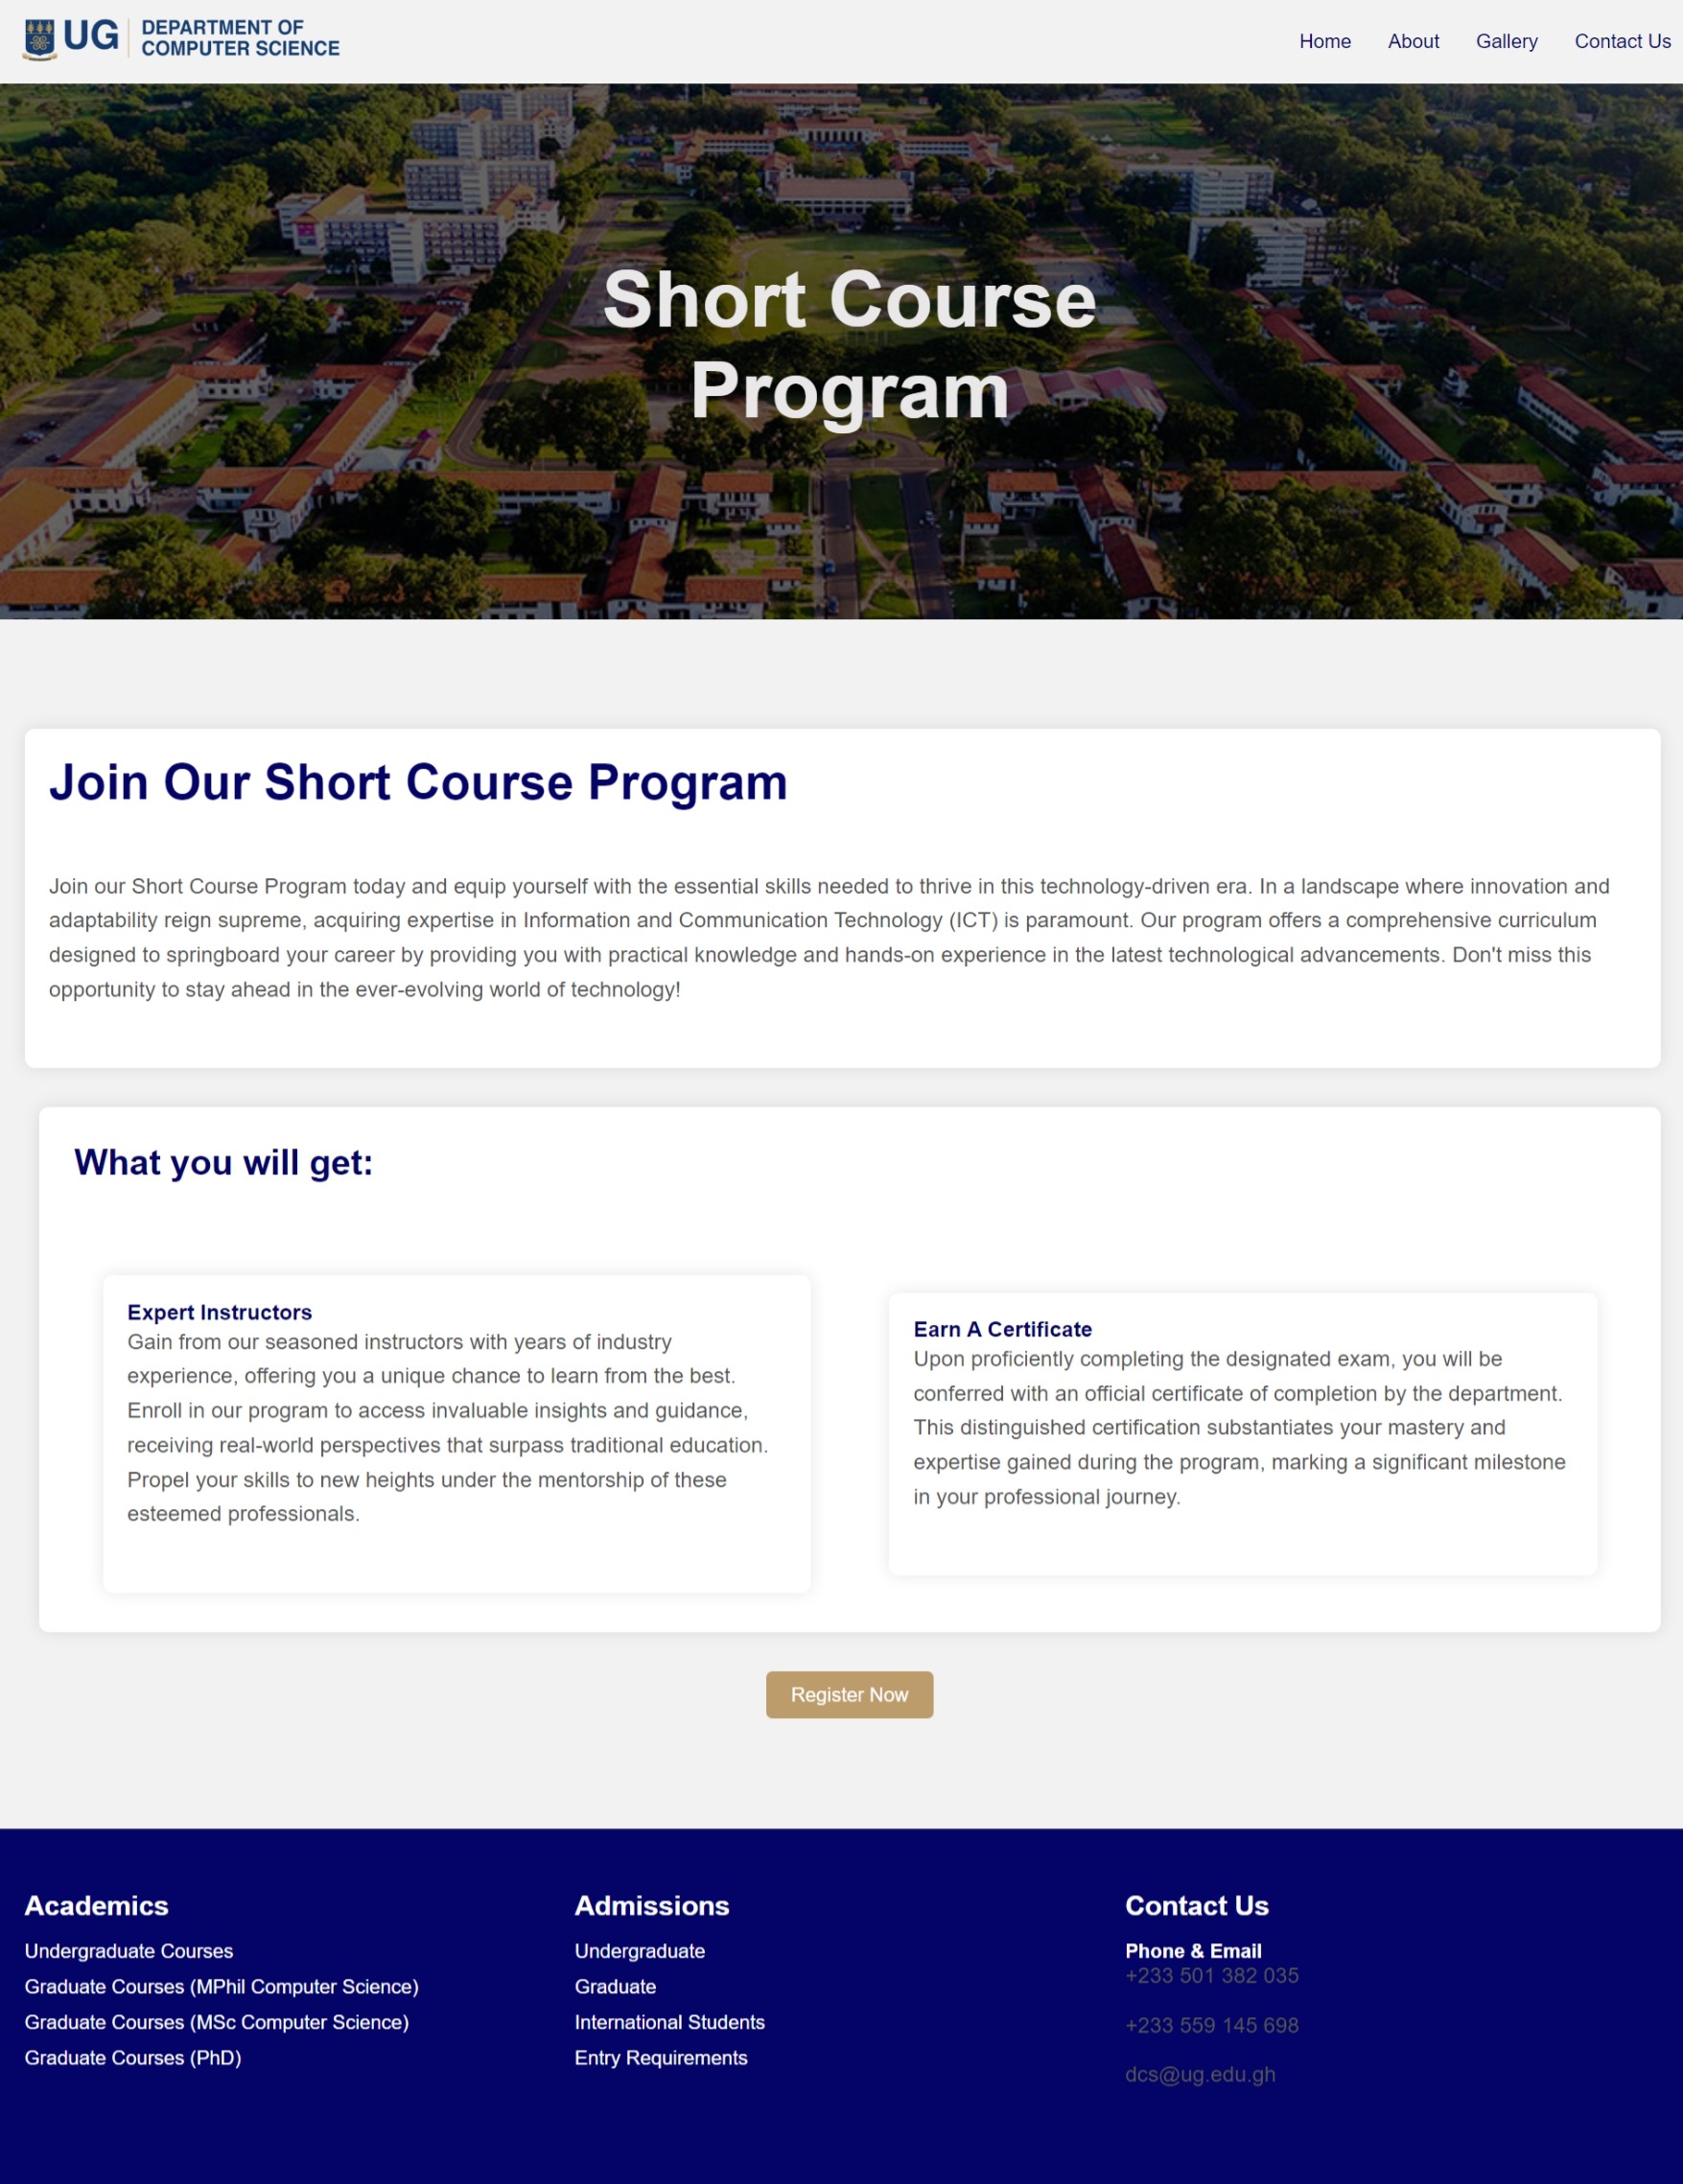 UG
DEPARTMENT OF
COMPUTER SCIENCE
Home About Gallery Contact Us
Short Course
Program
Join Our Short Course Program
Join our Short Course Program today and equip yourself with the essential skills needed to thrive in this technology-driven era. In a landscape where innovation and
adaptability reign supreme, acquiring expertise in Information and Communication Technology (ICT) is paramount. Our program offers a comprehensive curriculum
designed to springboard your career by providing you with practical knowledge and hands-on experience in the latest technological advancements. Don't miss this
opportunity to stay ahead in the ever-evolving world of technology!
What you will get:
Expert Instructors
Gain from our seasoned instructors with years of industry
experience, offering you a unique chance to learn from the best.
Enroll in our program to access invaluable insights and guidance,
receiving real-world perspectives that surpass traditional education.
Propel your skills to new heights under the mentorship of these
esteemed professionals.
Earn A Certificate
Upon proficiently completing the designated exam, you will be
conferred with an official certificate of completion by the department.
This distinguished certification substantiates your mastery and
expertise gained during the program, marking a significant milestone
in your professional journey.
Register Now
Academics
Undergraduate Courses
Graduate Courses (MPhil Computer Science)
Graduate Courses (MSc Computer Science)
Graduate Courses (PhD)
Admissions
Undergraduate
Graduate
International Students
Entry Requirements
Contact Us
Phone & Email
+233 501 382 035
+233 559 145 698
dcs@ug.edu.gh